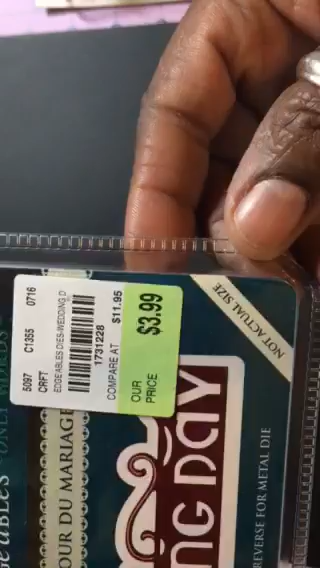 5097 C1355 0716
CRFT
EDGEABLES DIES-WEDDING D
1731228
COMPARE AT $11.95
OUR PRICE $3.99
NOT ACTUAL SIZE
NG DAY
OUR DU MARIAGE
REVERSE FOR METAL DIE